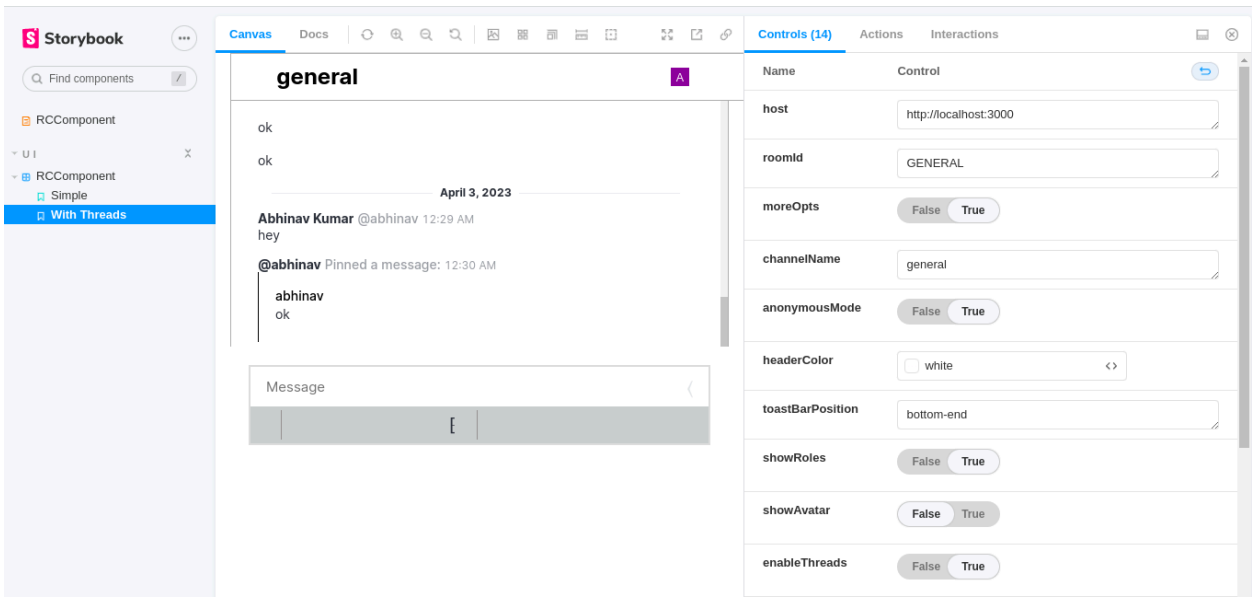 Storybook
Find components /
RCComponent
UI
RCComponent
Simple
With Threads
Canvas Docs
general
A
ok
ok
April 3, 2023
Abhinav Kumar @abhinav 12:29 AM
hey
@abhinav Pinned a message: 12:30 AM
abhinav
ok
Message
Controls (14) Actions Interactions
Name Control
host http://localhost:3000
roomId GENERAL
moreOpts False True
channelName general
anonymousMode False True
headerColor white
toastBarPosition bottom-end
showRoles False True
showAvatar False True
enableThreads False True